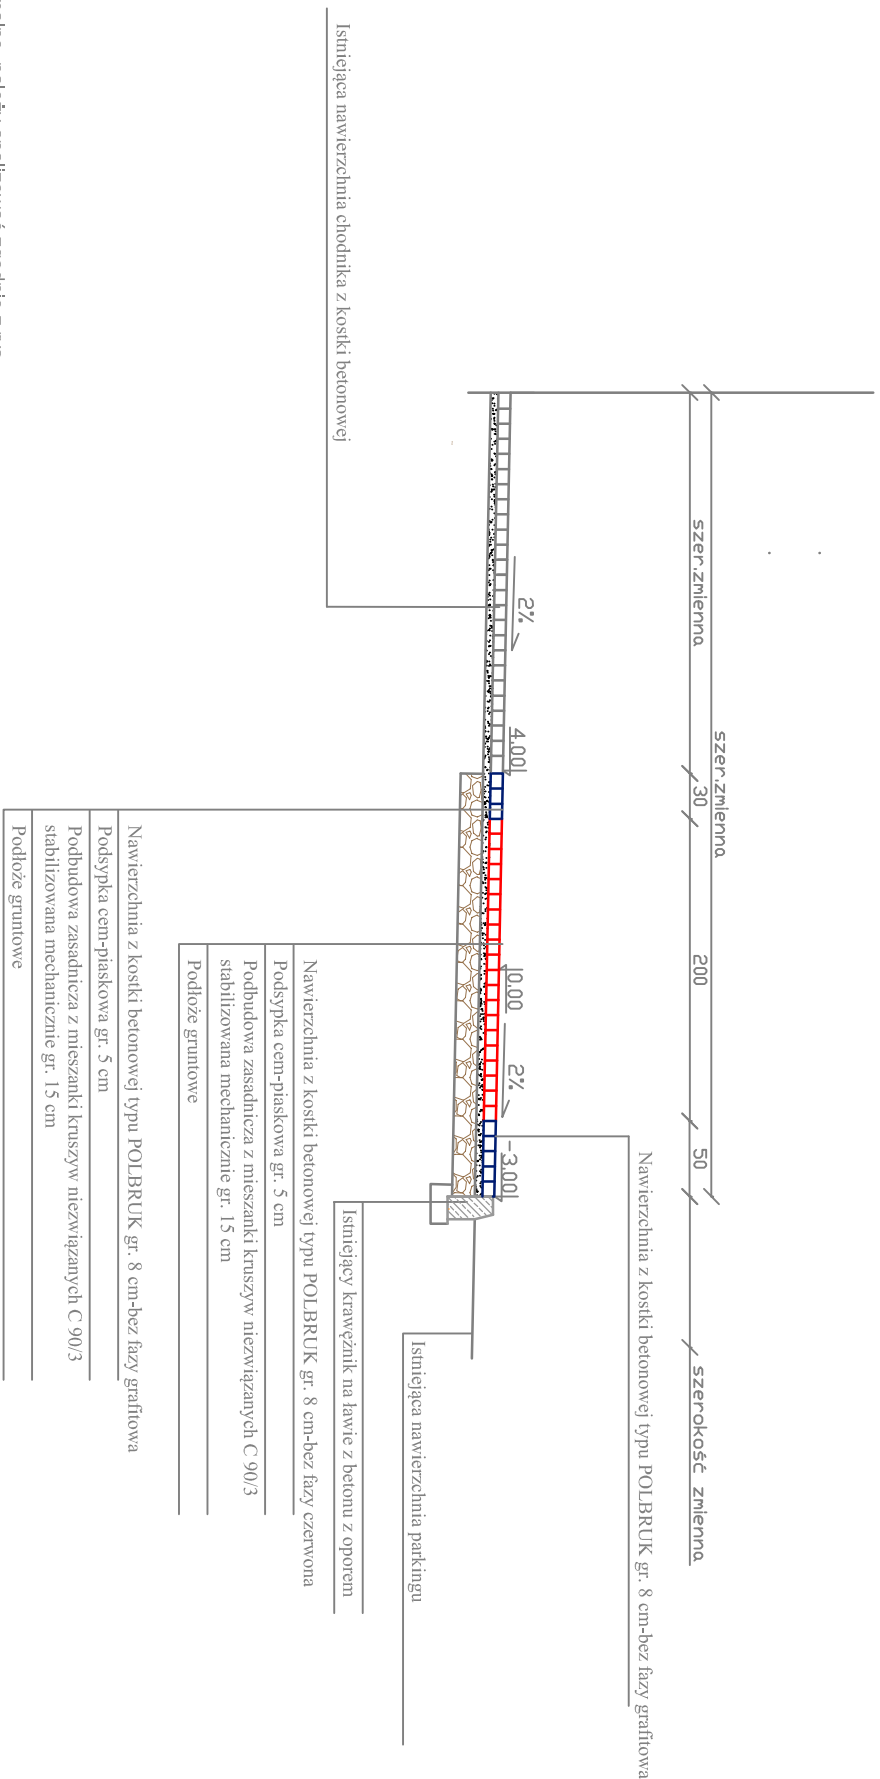 szer.zmienna
szer.zmienna
30
200
50
szerokość zmienna
Nawierzchnia z kostki betonowej typu POLBRUK gr. 8 cm-bez fazy grafitowa
2%
4.00
0.00
2%
-3.00
Istniejąca nawierzchnia chodnika z kostki betonowej
Istniejąca nawierzchnia parkingu
Istniejący krawężnik na ławie z betonu z oporem
Nawierzchnia z kostki betonowej typu POLBRUK gr. 8 cm-bez fazy czerwona
Podsypka cem-piaskowa gr. 5 cm
Podbudowa zasadnicza z mieszanki kruszyw niezwiązanych C 90/3
stabilizowana mechanicznie gr. 15 cm
Podłoże gruntowe
Nawierzchnia z kostki betonowej typu POLBRUK gr. 8 cm-bez fazy grafitowa
Podsypka cem-piaskowa gr. 5 cm
Podbudowa zasadnicza z mieszanki kruszyw niezwiązanych C 90/3
stabilizowana mechanicznie gr. 15 cm
Podłoże gruntowe